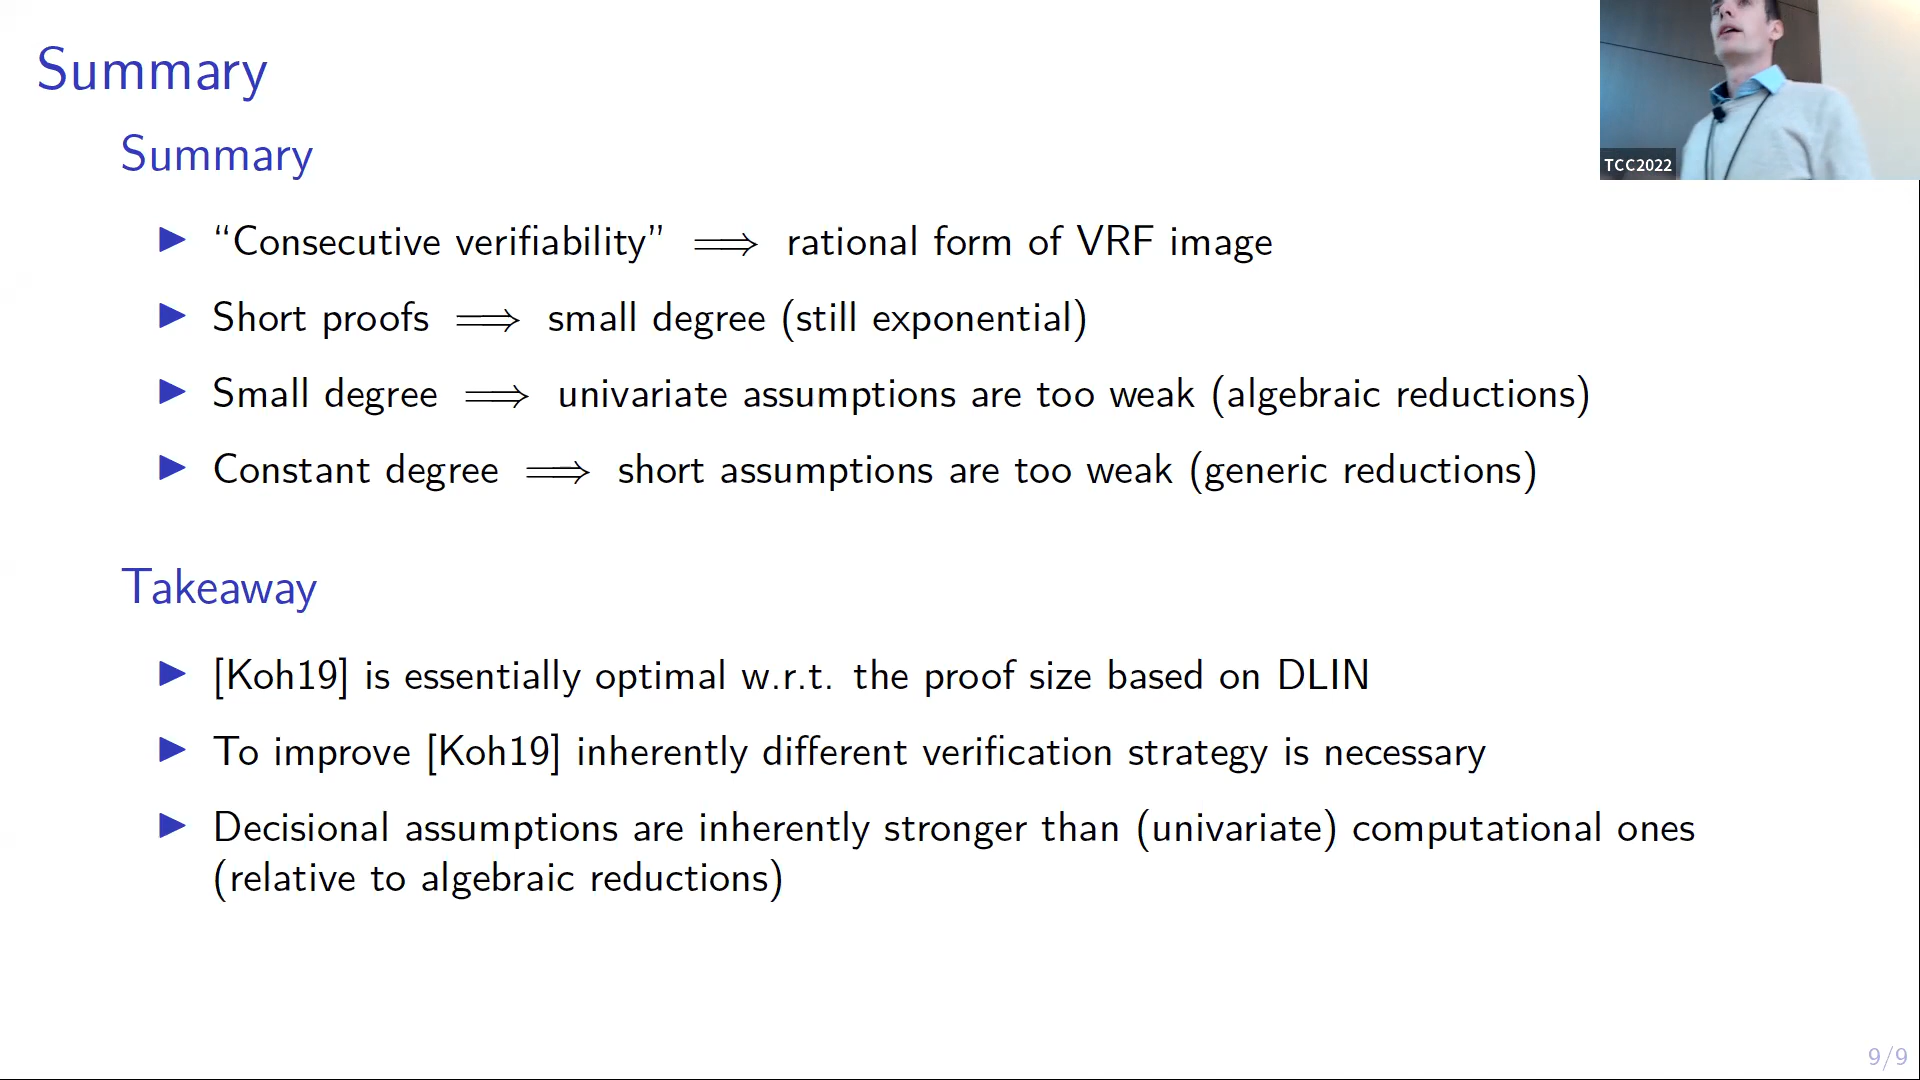 Summary
TCC2022
Summary
▶ “Consecutive verifiability” ⟹ rational form of VRF image
▶ Short proofs ⟹ small degree (still exponential)
▶ Small degree ⟹ univariate assumptions are too weak (algebraic reductions)
▶ Constant degree ⟹ short assumptions are too weak (generic reductions)
Takeaway
▶ [Koh19] is essentially optimal w.r.t. the proof size based on DLIN
▶ To improve [Koh19] inherently different verification strategy is necessary
▶ Decisional assumptions are inherently stronger than (univariate) computational ones
(relative to algebraic reductions)
9/9